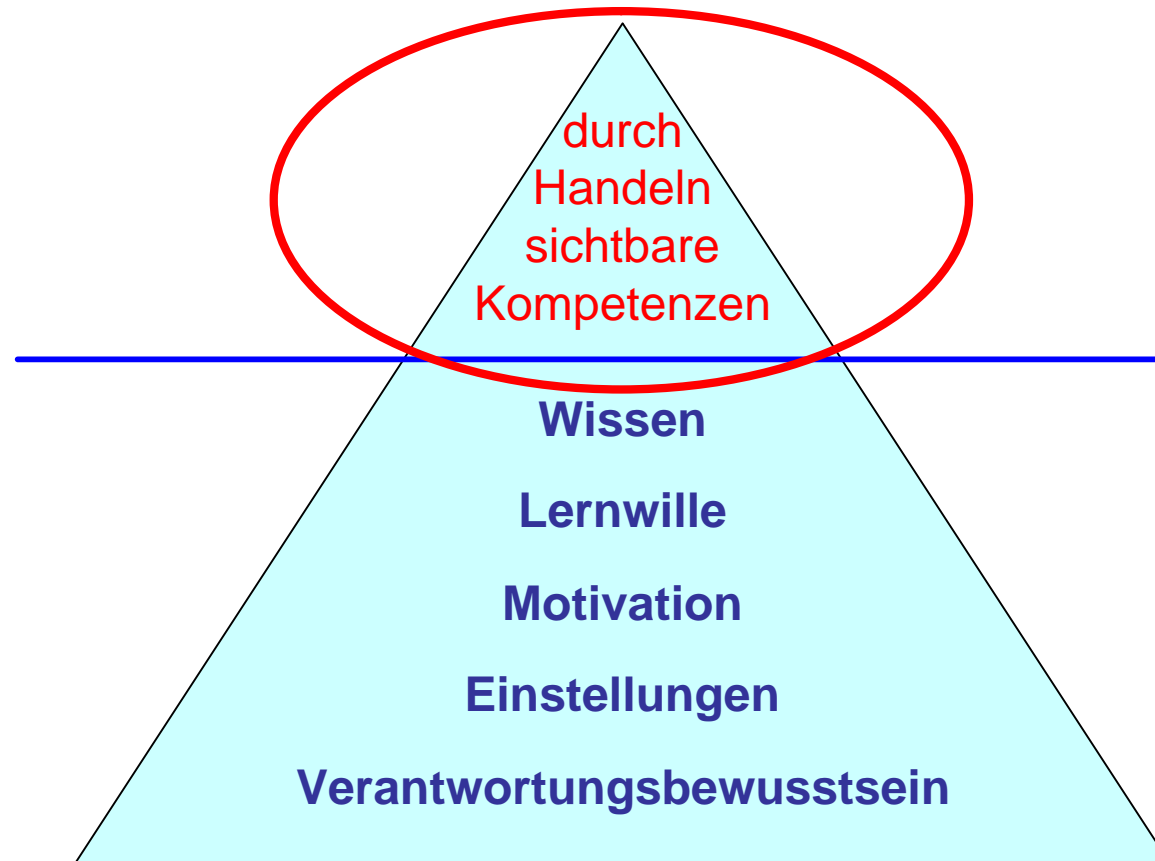 durch
Handeln
sichtbare
Kompetenzen
Wissen
Lernwille
Motivation
Einstellungen
Verantwortungsbewusstsein